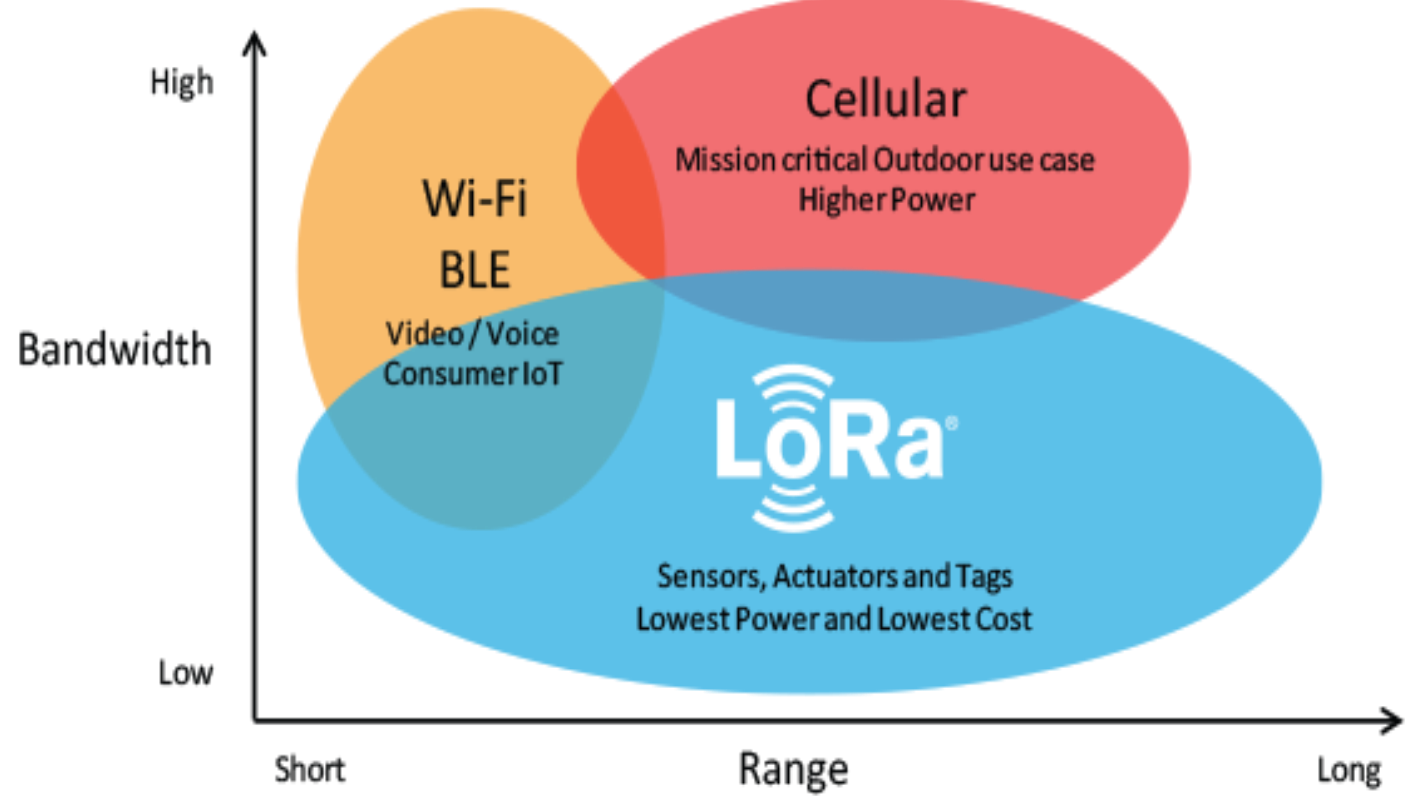 High
Cellular
Mission critical Outdoor use case
Higher Power
Wi-Fi
BLE
Video / Voice
Consumer IoT
Bandwidth
LoRa®
Sensors, Actuators and Tags
Lowest Power and Lowest Cost
Low
Short
Range
Long